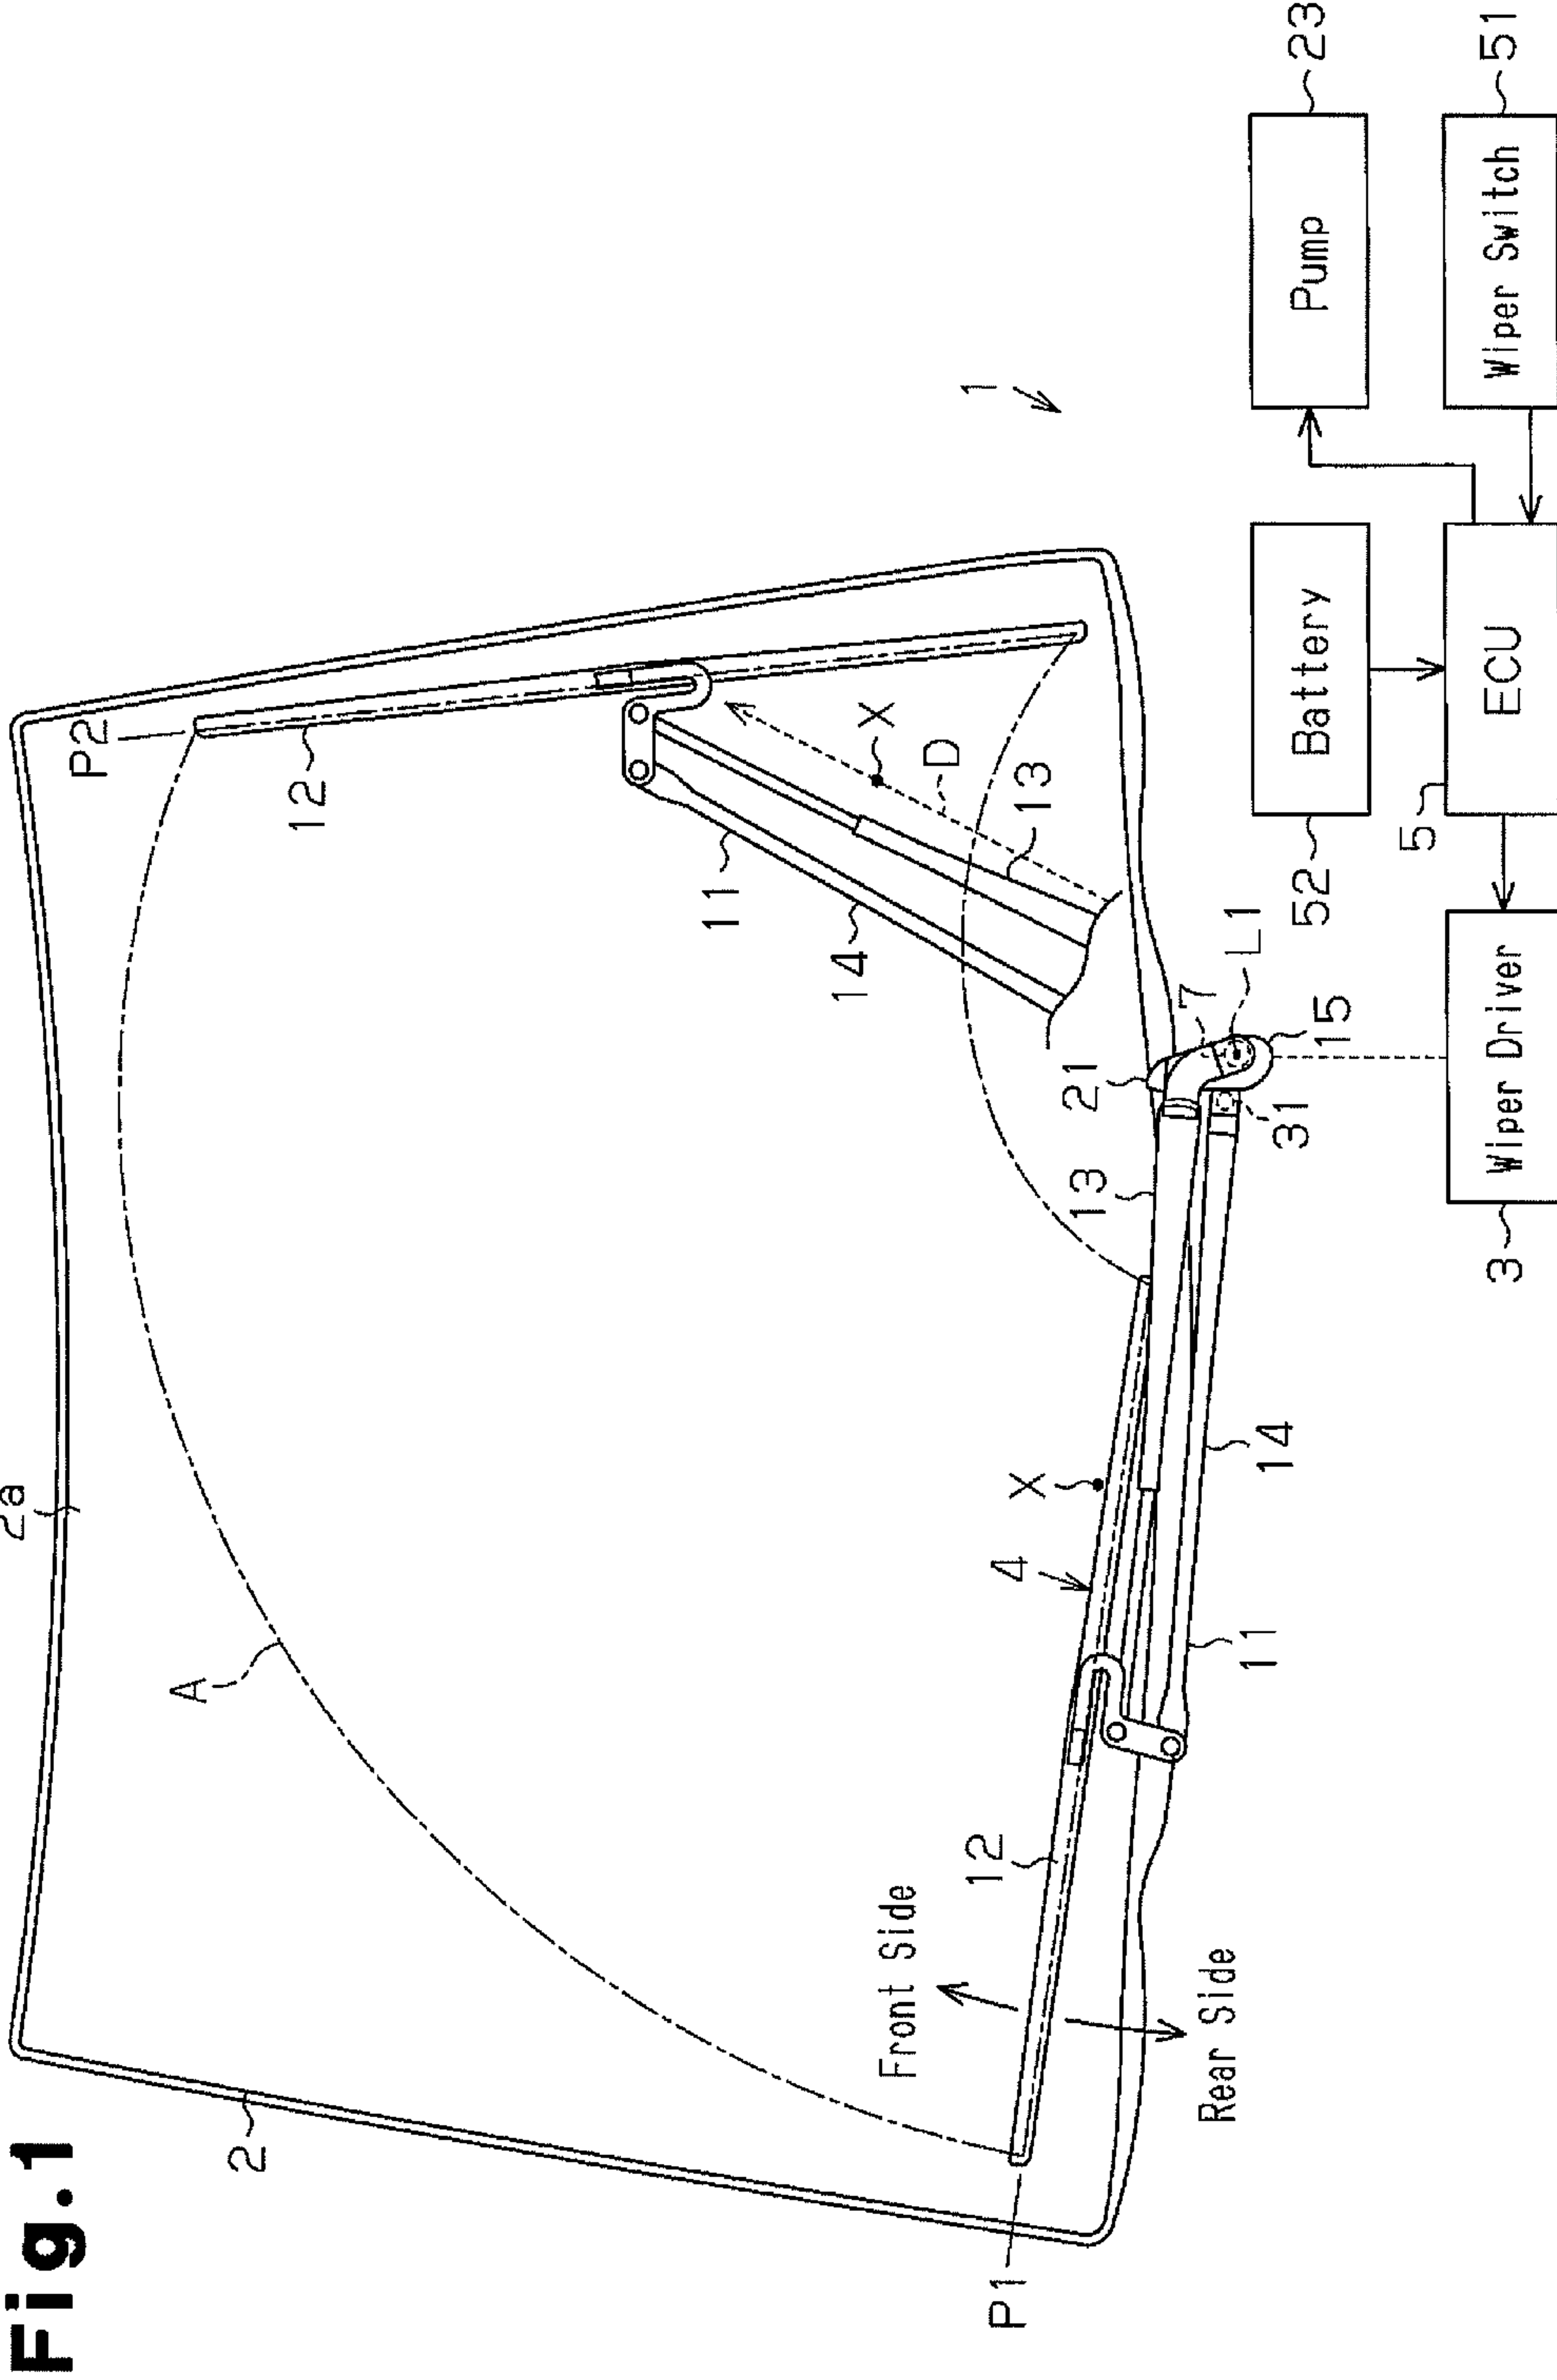 Fig.1
2a
2
A
P2
12
11
14
X
D
13
1
4
X
12
Front Side
Rear Side
P1
13
21
7
L1
15
31
14
11
52
Battery
Pump
23
5
3
Wiper Driver
ECU
Wiper Switch
51